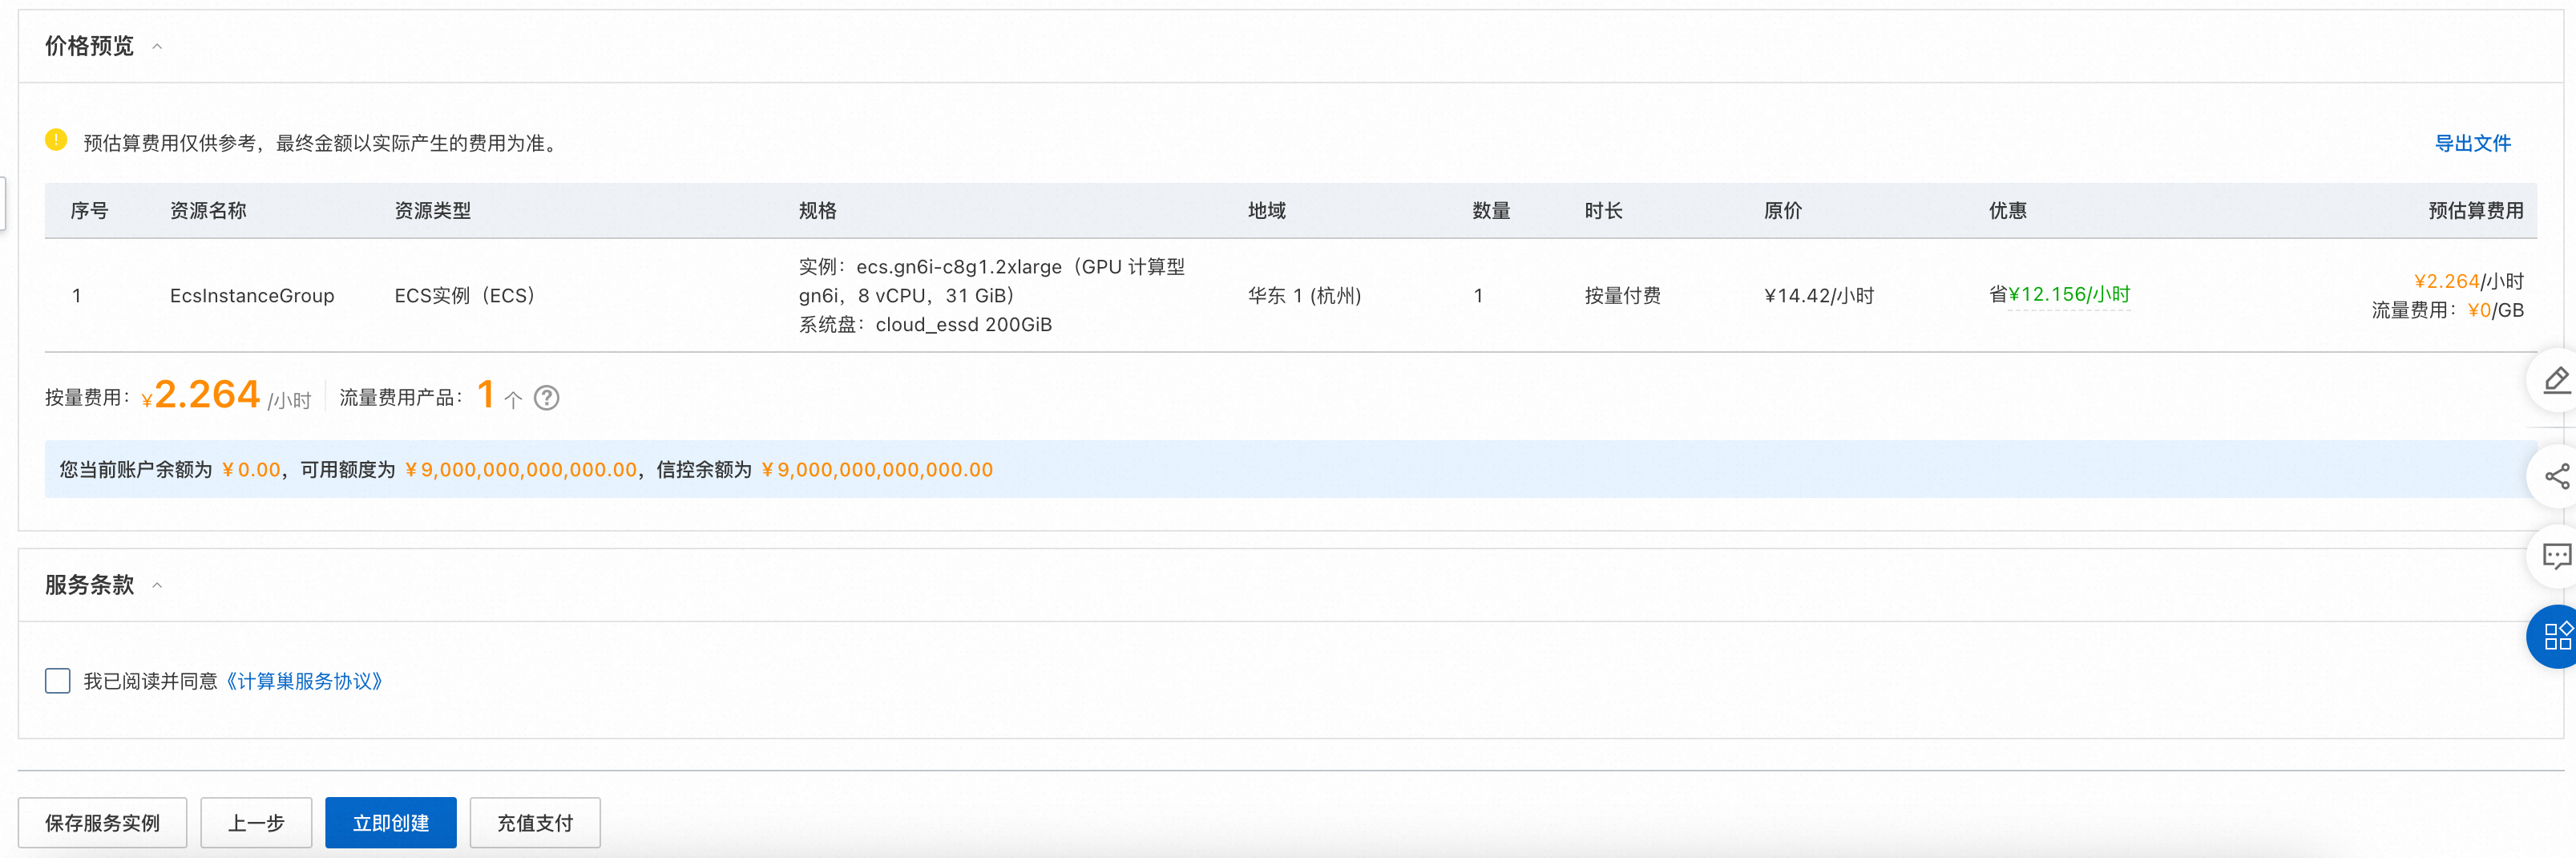 价格预览
预估算费用仅供参考，最终金额以实际产生的费用为准。
导出文件
序号 资源名称 资源类型 规格 地域 数量 时长 原价 优惠 预估算费用
1 EcsInstanceGroup ECS实例（ECS） 实例：ecs.gn6i-c8g1.2xlarge（GPU 计算型
gn6i，8 vCPU，31 GiB）
系统盘：cloud_essd 200GiB
华东 1 (杭州) 1 按量付费 ¥14.42/小时 省¥12.156/小时 ¥2.264/小时
流量费用：¥0/GB
按量费用：¥2.264 /小时 流量费用产品：1 个
您当前账户余额为 ¥0.00，可用额度为 ¥9,000,000,000,000.00，信控余额为 ¥9,000,000,000,000.00
服务条款
我已阅读并同意《计算巢服务协议》
保存服务实例 上一步 立即创建 充值支付